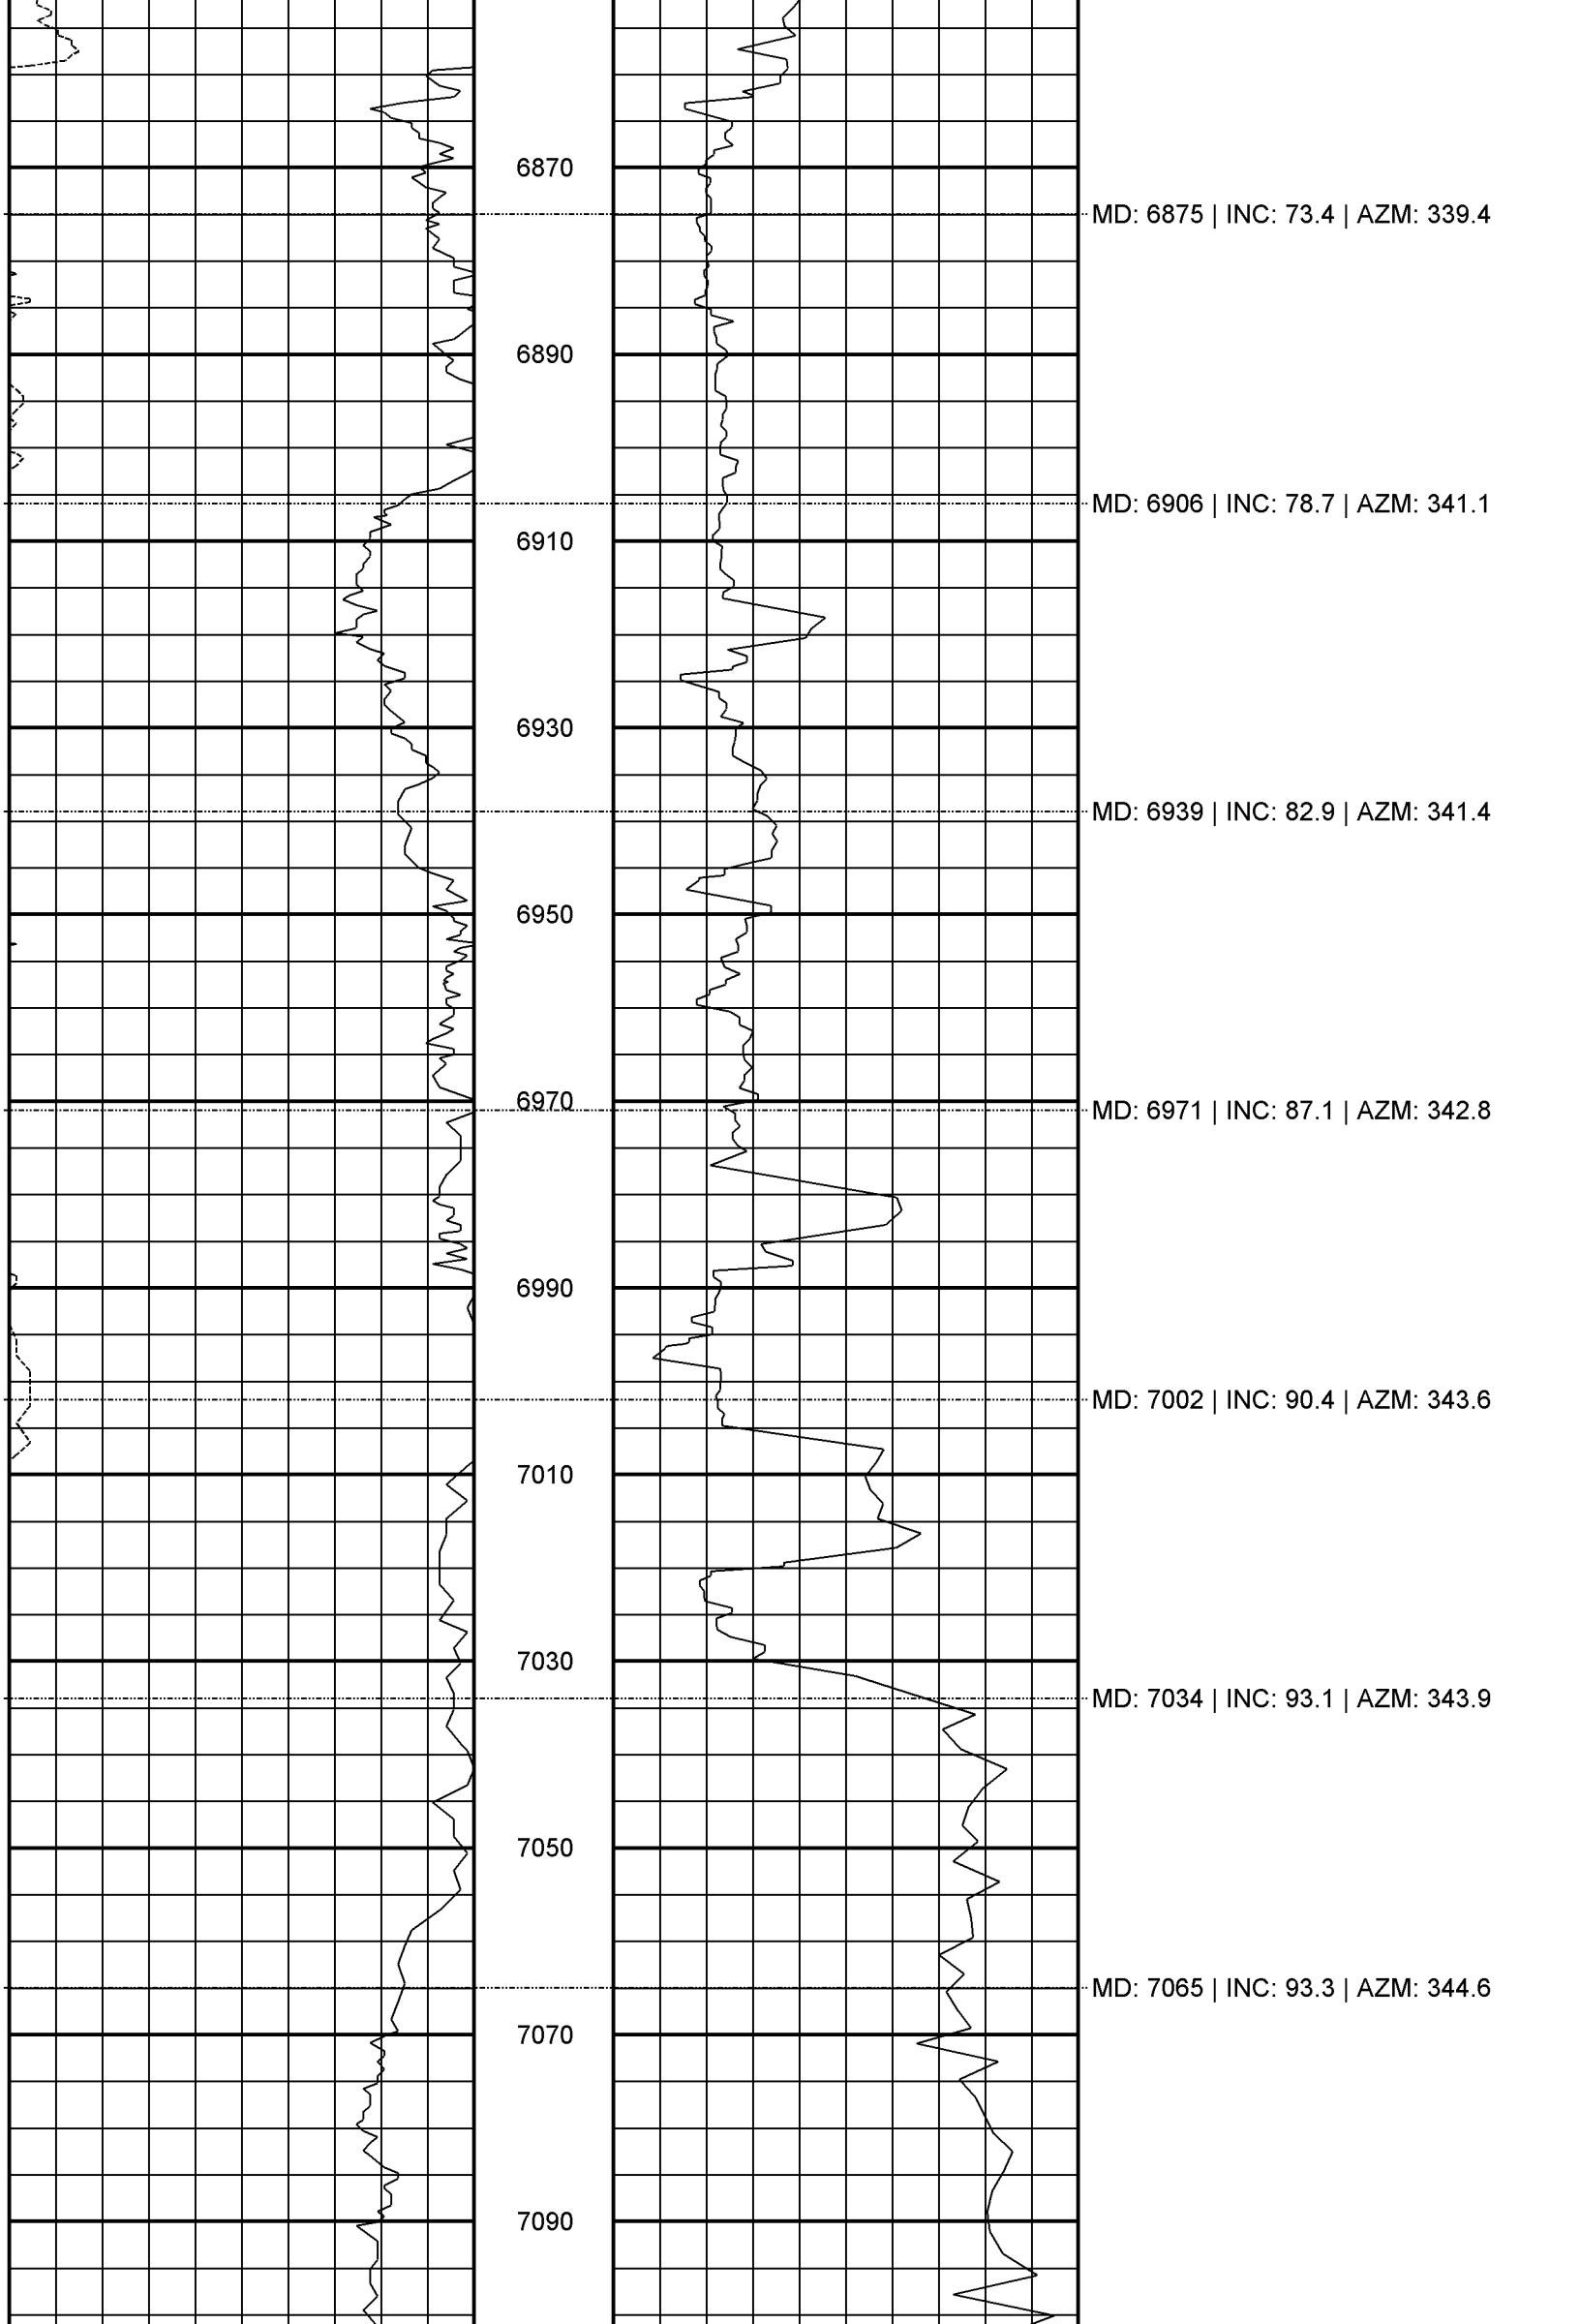 6870
MD: 6875 | INC: 73.4 | AZM: 339.4
6890
MD: 6906 | INC: 78.7 | AZM: 341.1
6910
6930
MD: 6939 | INC: 82.9 | AZM: 341.4
6950
6970
MD: 6971 | INC: 87.1 | AZM: 342.8
6990
MD: 7002 | INC: 90.4 | AZM: 343.6
7010
7030
MD: 7034 | INC: 93.1 | AZM: 343.9
7050
MD: 7065 | INC: 93.3 | AZM: 344.6
7070
7090